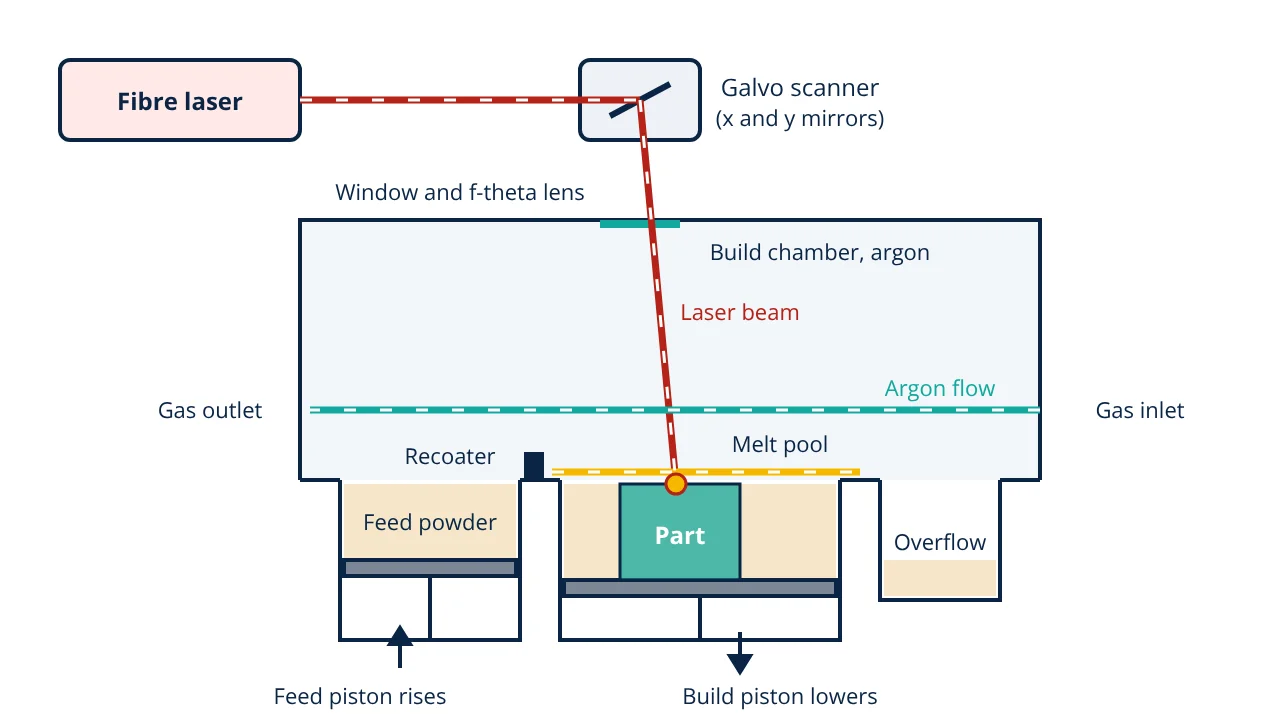 Fibre laser
Galvo scanner
(x and y mirrors)
Window and f-theta lens
Build chamber, argon
Laser beam
Argon flow
Gas outlet
Gas inlet
Melt pool
Recoater
Feed powder
Part
Overflow
Feed piston rises
Build piston lowers